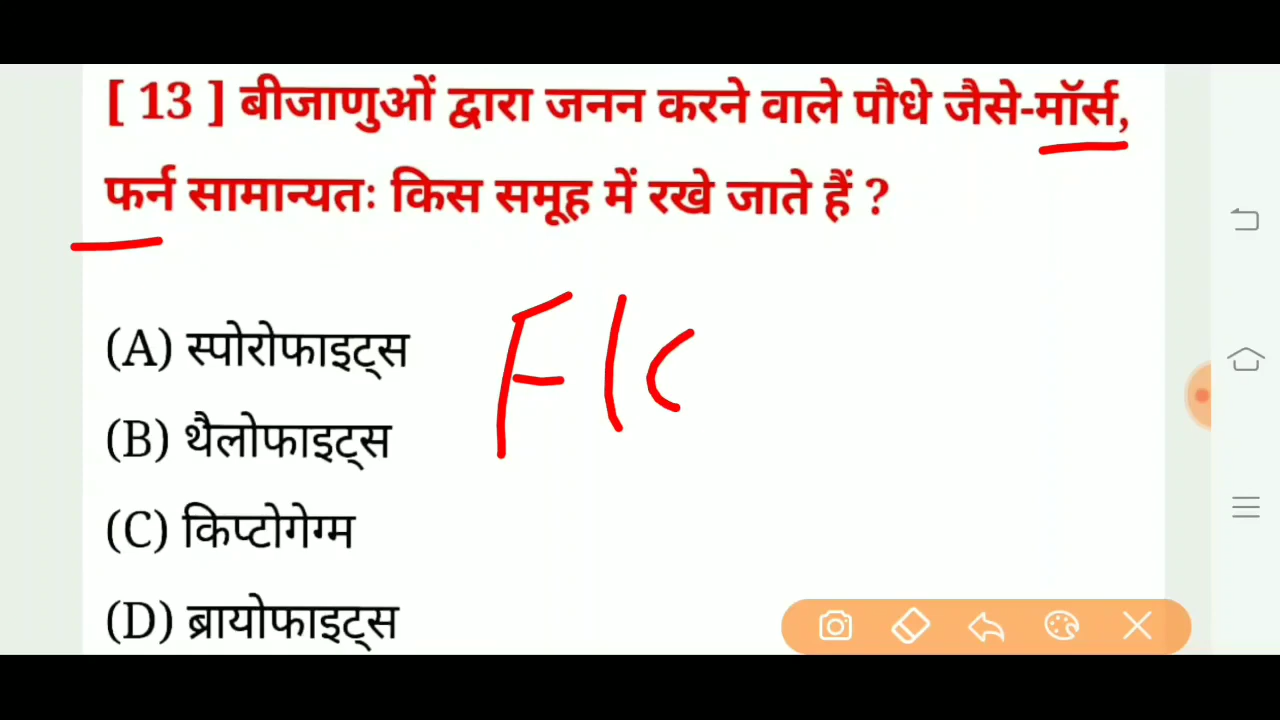 [ 13 ] बीजाणुओं द्वारा जनन करने वाले पौधे जैसे-मॉर्स,
फर्न सामान्यतः किस समूह में रखे जाते हैं ?
(A) स्पोरोफाइट्स
(B) थैलोफाइट्स
(C) किप्टोगेग्म
(D) ब्रायोफाइट्स